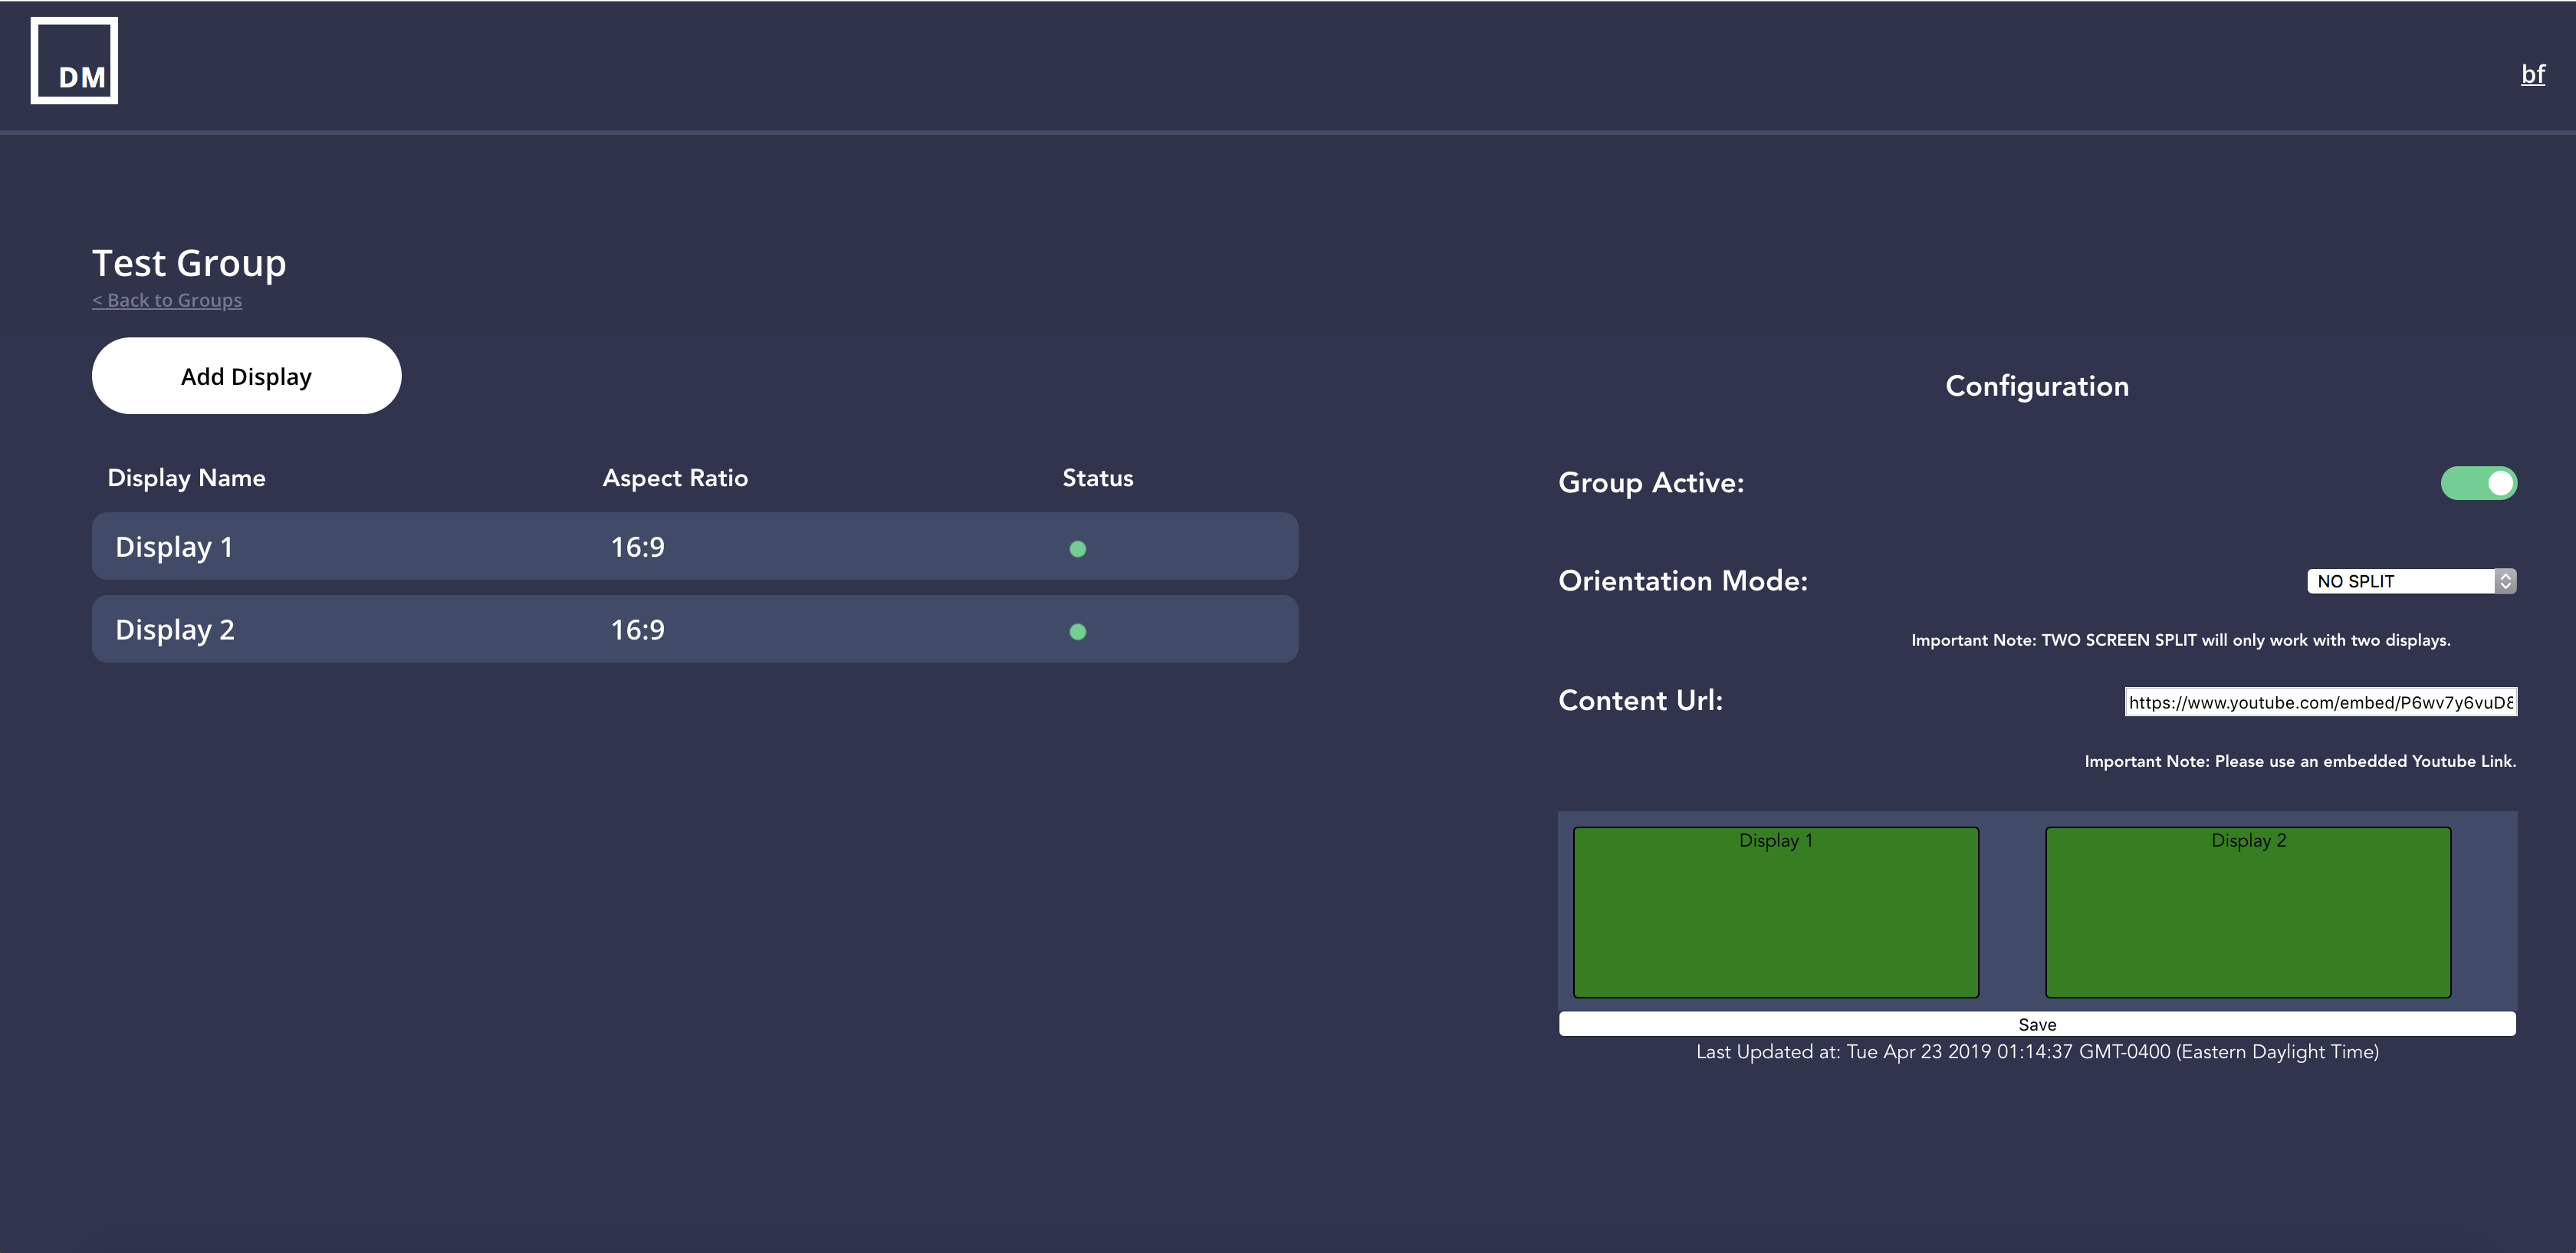 DM
bf
Test Group
< Back to Groups
Add Display
Display Name Aspect Ratio Status
Display 1 16:9
Display 2 16:9
Configuration
Group Active:
Orientation Mode: NO SPLIT
Important Note: TWO SCREEN SPLIT will only work with two displays.
Content Url: https://www.youtube.com/embed/P6wv7y6vuD8
Important Note: Please use an embedded Youtube Link.
Display 1 Display 2
Save
Last Updated at: Tue Apr 23 2019 01:14:37 GMT-0400 (Eastern Daylight Time)